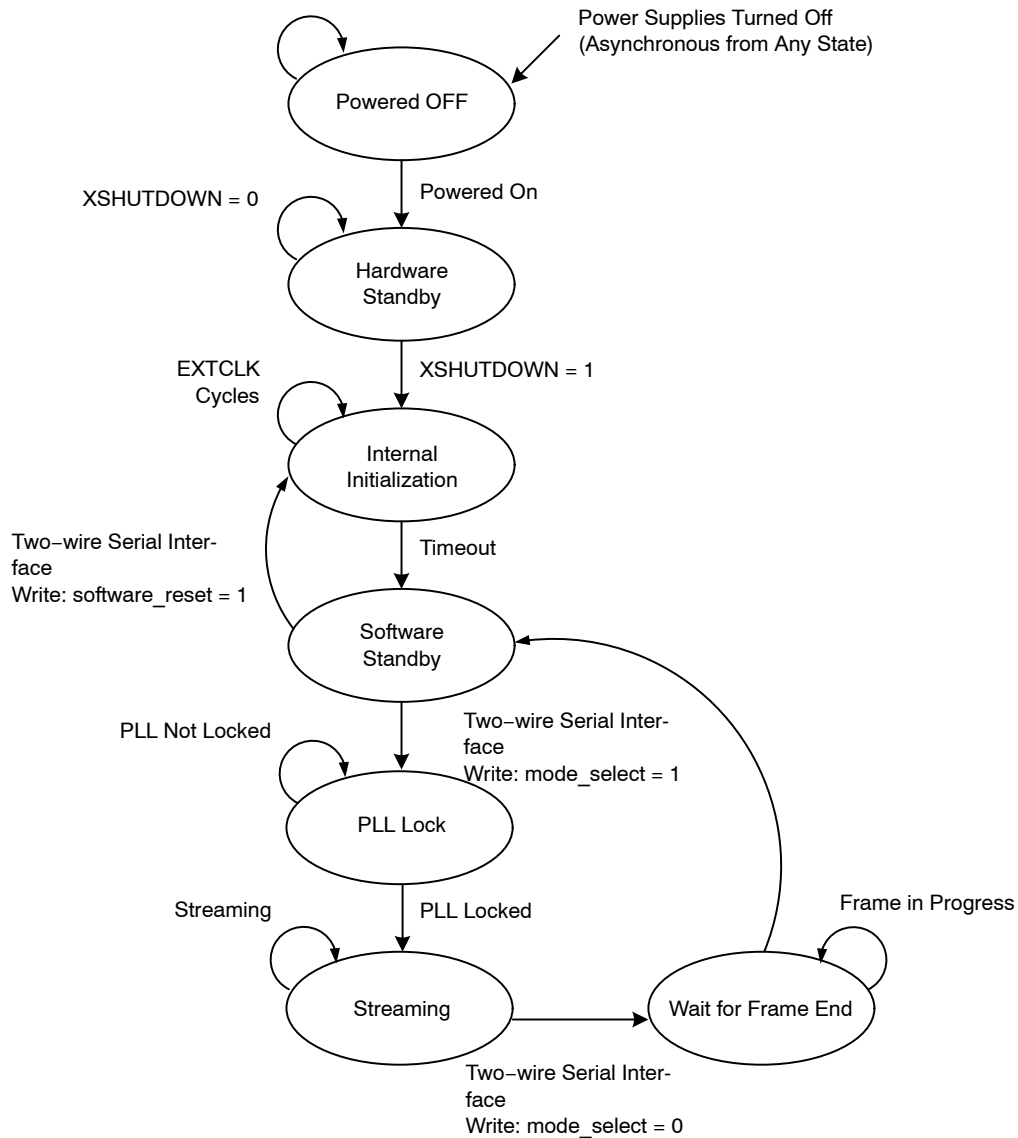 Power Supplies Turned Off
(Asynchronous from Any State)
Powered OFF
Powered On
XSHUTDOWN = 0
Hardware
Standby
XSHUTDOWN = 1
EXTCLK
Cycles
Internal
Initialization
Timeout
Two−wire Serial Inter-
face
Write: software_reset = 1
Software
Standby
Two−wire Serial Inter-
face
Write: mode_select = 1
PLL Not Locked
PLL Lock
PLL Locked
Streaming
Frame in Progress
Streaming
Wait for Frame End
Two−wire Serial Inter-
face
Write: mode_select = 0